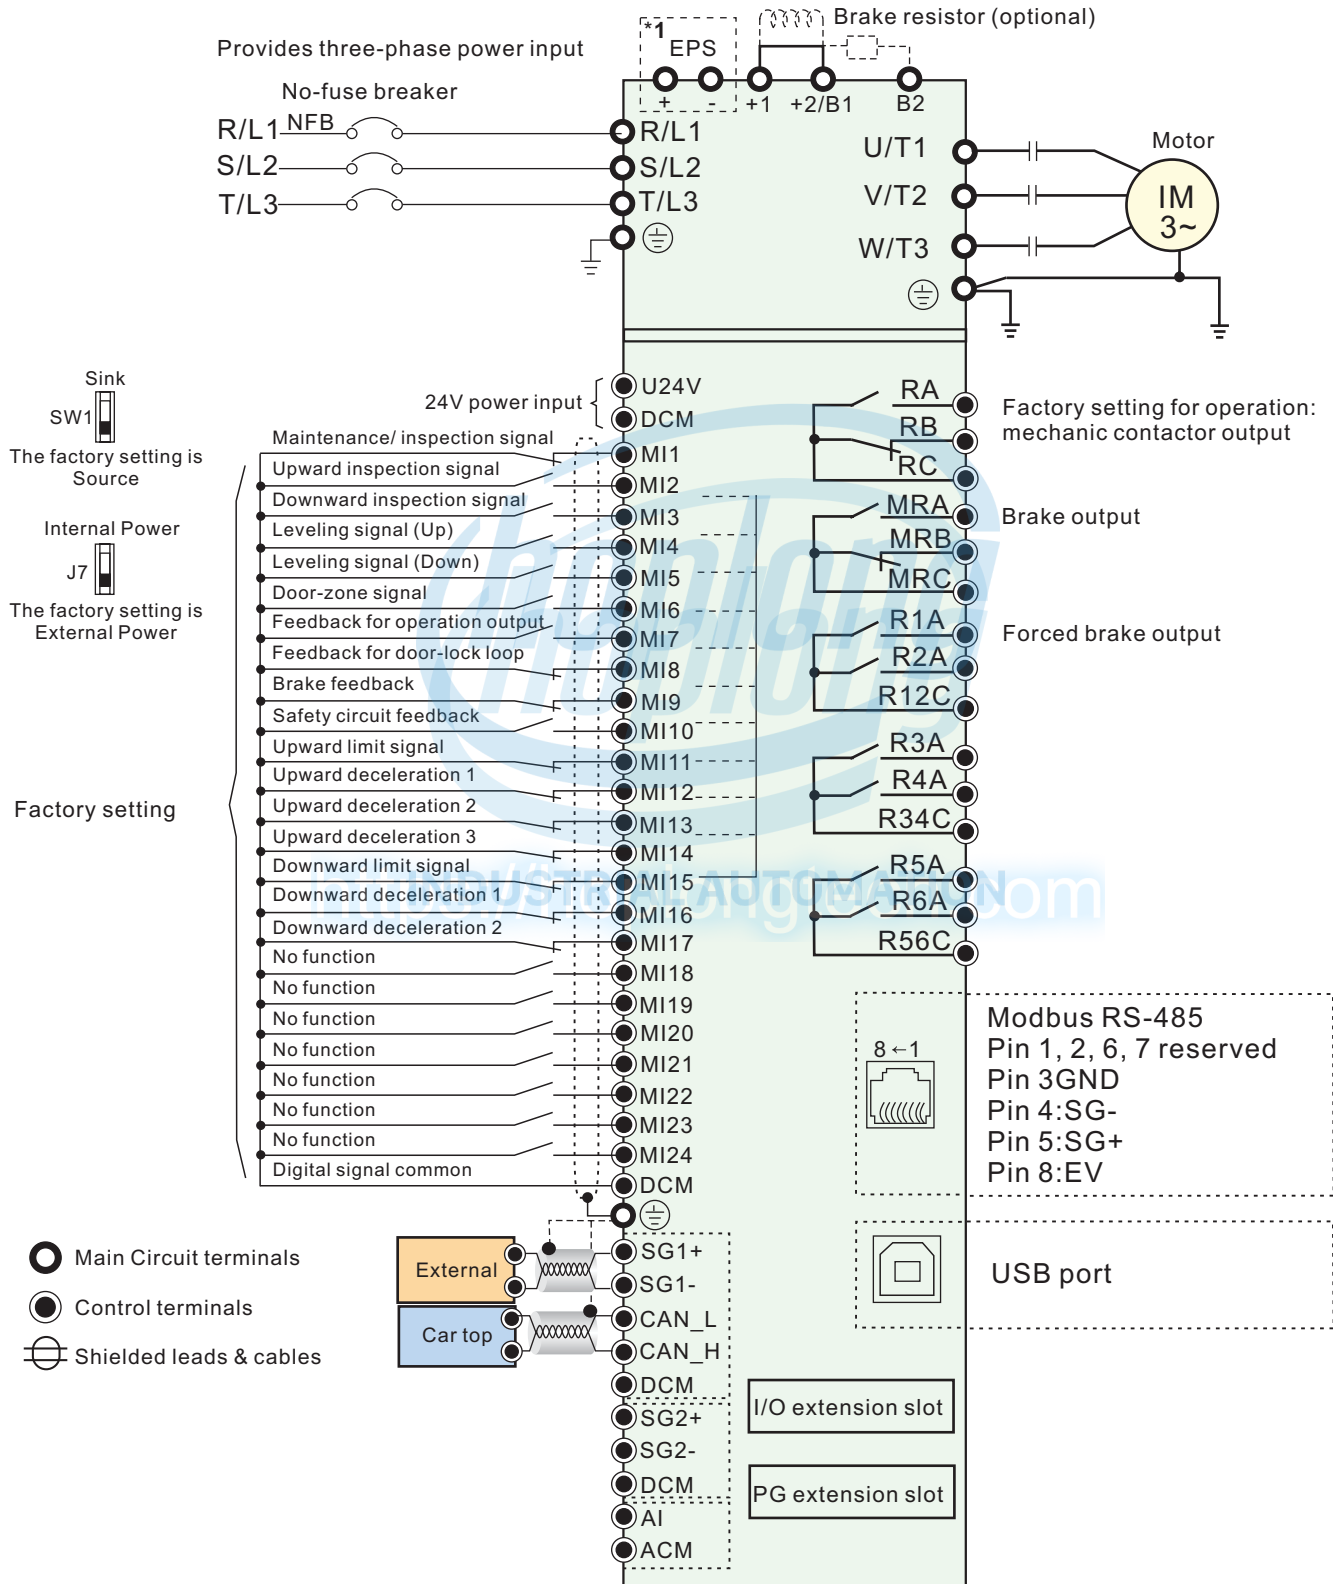 Brake resistor (optional)
*1
EPS
Provides three-phase power input
No-fuse breaker
+ - +1 +2/B1 B2
R/L1 NFB R/L1
S/L2 S/L2
T/L3 T/L3
U/T1
V/T2
W/T3
Motor
IM
3~
Sink
SW1
The factory setting is
Source
Internal Power
J7
The factory setting is
External Power
24V power input
U24V
DCM
Maintenance/ inspection signal
MI1
Upward inspection signal
MI2
Downward inspection signal
MI3
Leveling signal (Up)
MI4
Leveling signal (Down)
MI5
Door-zone signal
MI6
Feedback for operation output
MI7
Feedback for door-lock loop
MI8
Brake feedback
MI9
Safety circuit feedback
MI10
Upward limit signal
MI11
Upward deceleration 1
MI12
Upward deceleration 2
MI13
Upward deceleration 3
MI14
Downward limit signal
MI15
Downward deceleration 1
MI16
Downward deceleration 2
MI17
No function
MI18
No function
MI19
No function
MI20
No function
MI21
No function
MI22
No function
MI23
No function
MI24
Digital signal common
DCM
Factory setting
RA
RB
RC
Factory setting for operation:
mechanic contactor output
MRA
MRB
MRC
Brake output
R1A
R2A
R12C
Forced brake output
R3A
R4A
R34C
R5A
R6A
R56C
hoplong
INDUSTRIAL AUTOMATION
8←1
Modbus RS-485
Pin 1, 2, 6, 7 reserved
Pin 3GND
Pin 4:SG-
Pin 5:SG+
Pin 8:EV
USB port
Main Circuit terminals
Control terminals
Shielded leads & cables
External
Car top
SG1+
SG1-
CAN_L
CAN_H
DCM
SG2+
SG2-
DCM
AI
ACM
I/O extension slot
PG extension slot